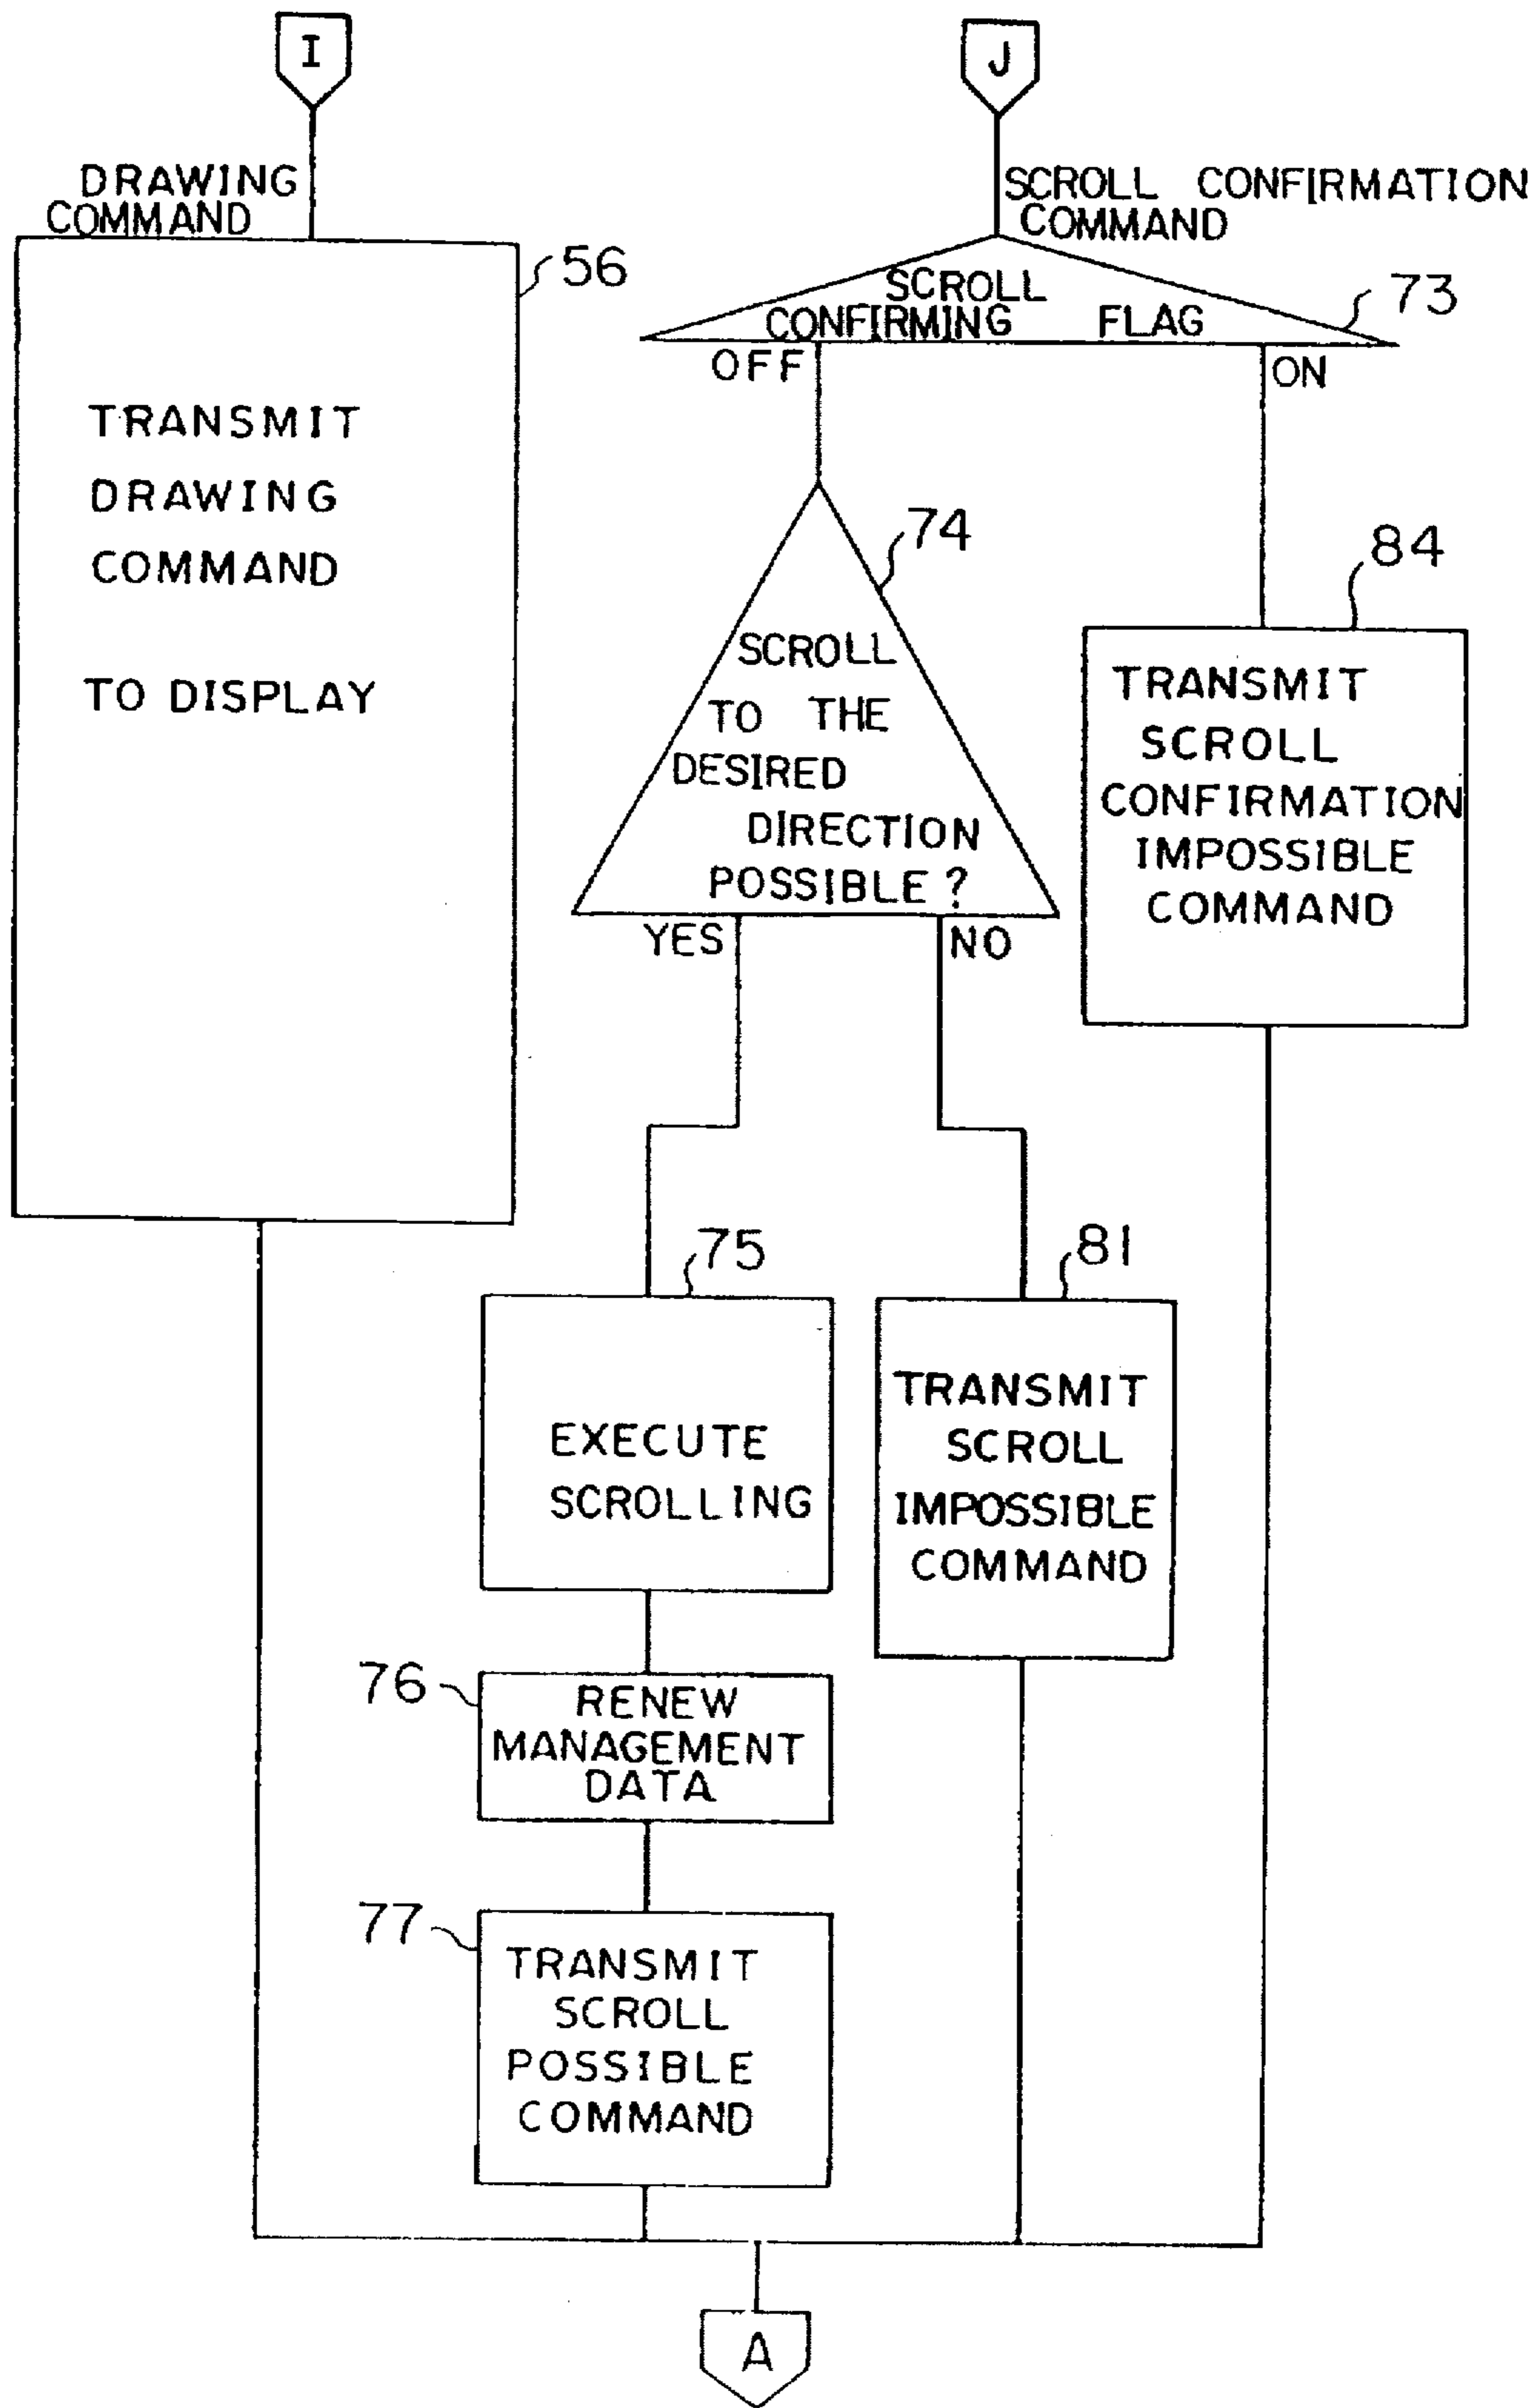 I
DRAWING
COMMAND
56
TRANSMIT
DRAWING
COMMAND
TO DISPLAY
J
SCROLL CONFIRMATION
COMMAND
SCROLL
CONFIRMING FLAG
73
OFF
ON
74
SCROLL
TO THE
DESIRED
DIRECTION
POSSIBLE?
YES
NO
84
TRANSMIT
SCROLL
CONFIRMATION
IMPOSSIBLE
COMMAND
75
EXECUTE
SCROLLING
81
TRANSMIT
SCROLL
IMPOSSIBLE
COMMAND
76
RENEW
MANAGEMENT
DATA
77
TRANSMIT
SCROLL
POSSIBLE
COMMAND
A